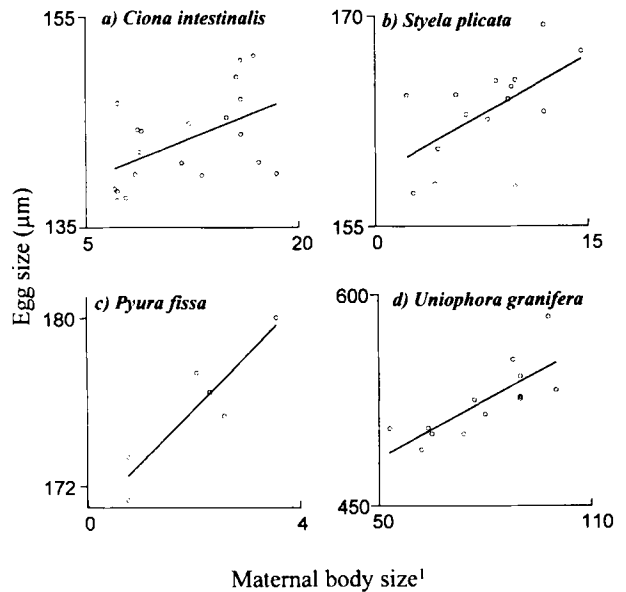 155
a) Ciona intestinalis
135
5
20
170
b) Styela plicata
155
0
15
Egg size (μm)
c) Pyura fissa
180
172
0
4
600
d) Uniophora granifera
450
50
110
Maternal body size¹